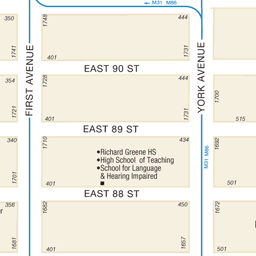 M31 M86
350
1748
444
1741
1731
401
EAST 90 ST
FIRST AVENUE
YORK AVENUE
354
1728
444
1700
1721
401
1731
515
EAST 89 ST
340
1710
434
1692
•Richard Greene HS
•High School of Teaching
•School for Language
& Hearing Impaired
M31 M86
1701
401
501
EAST 88 ST
356
1682
450
1672
1681
401
1657
501